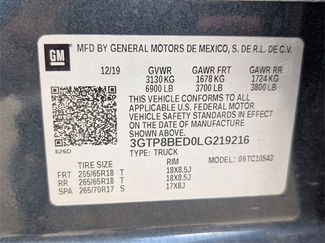 GM MFD BY GENERAL MOTORS DE MEXICO, S. DE R.L. DE C.V.
12/19 GVWR GAWR FRT GAWR RR
3130 KG 1678 KG 1724 KG
6900 LB 3700 LB 3800 LB
THIS VEHICLE CONFORMS TO ALL
APPLICABLE U.S. FEDERAL MOTOR
VEHICLE SAFETY STANDARDS IN
EFFECT ON THE DATE OF
MANUFACTURE SHOWN ABOVE.
3GTP8BED0LG219216
626D TYPE: TRUCK
TIRE SIZE RIM MODEL:
FRT 265/65R18 T 18X8.5J
RR 265/65R18 T 18X8.5J
SPA 265/70R17 S 17X8J